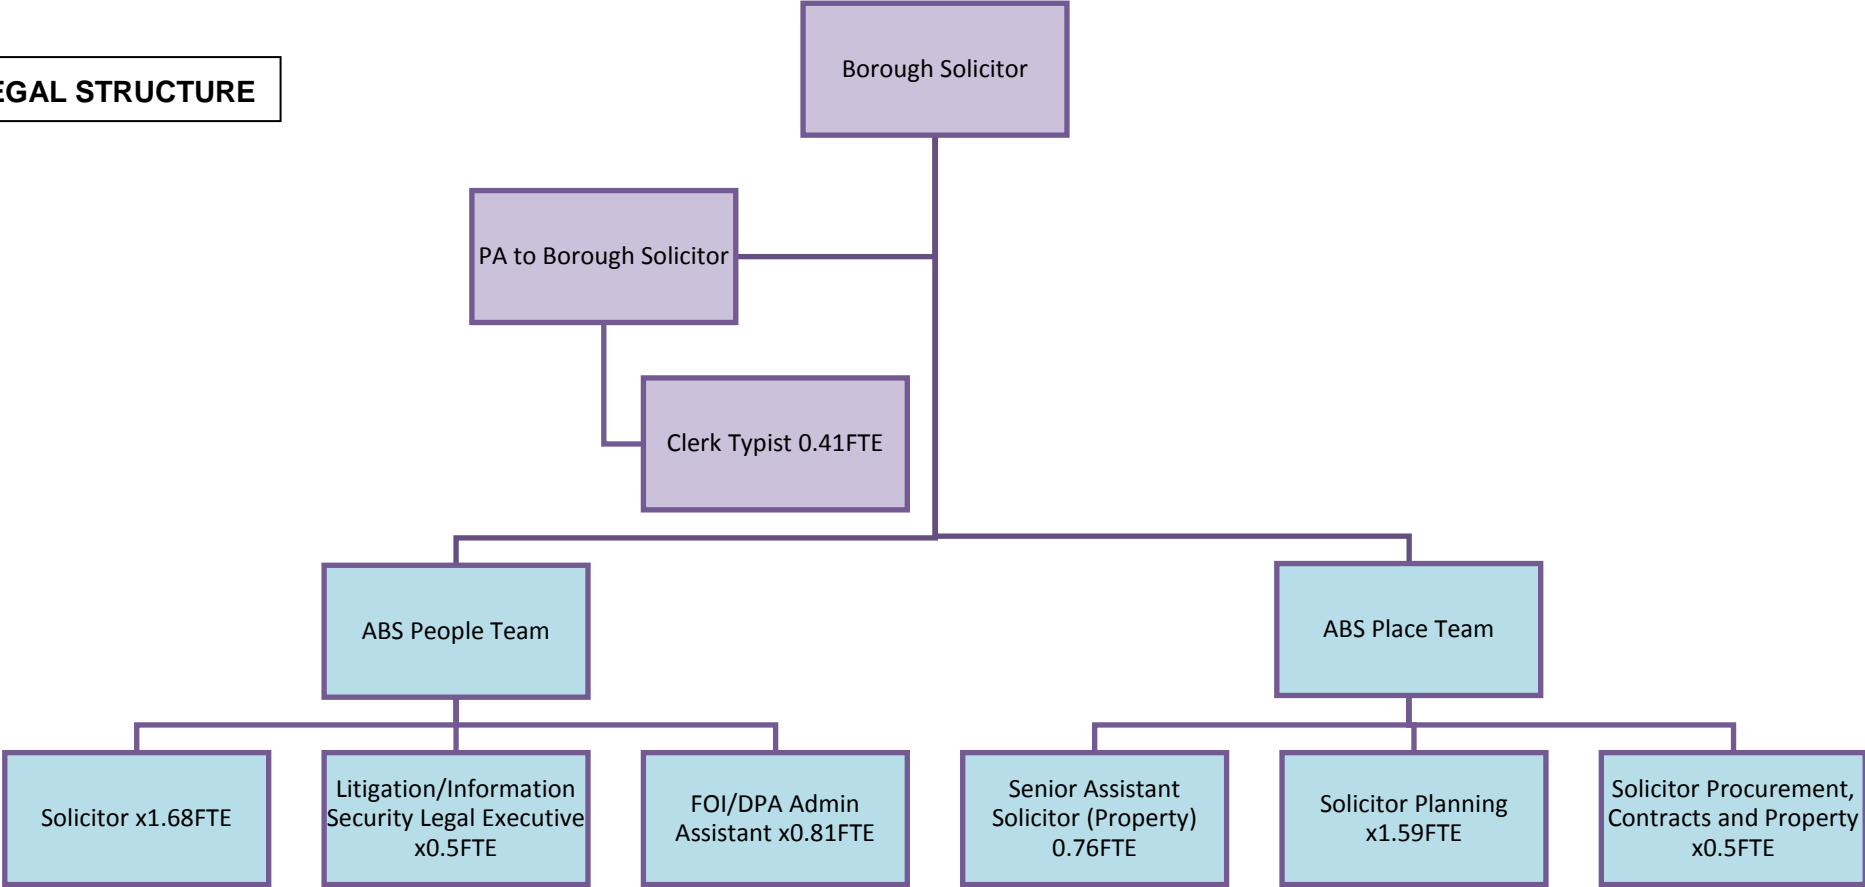 Borough Solicitor
EGAL STRUCTURE
PA to Borough Solicitor
Clerk Typist 0.41FTE
ABS People Team
ABS Place Team
Solicitor x1.68FTE
Litigation/Information
Security Legal Executive
x0.5FTE
FOI/DPA Admin
Assistant x0.81FTE
Senior Assistant
Solicitor (Property)
0.76FTE
Solicitor Planning
x1.59FTE
Solicitor Procurement,
Contracts and Property
x0.5FTE